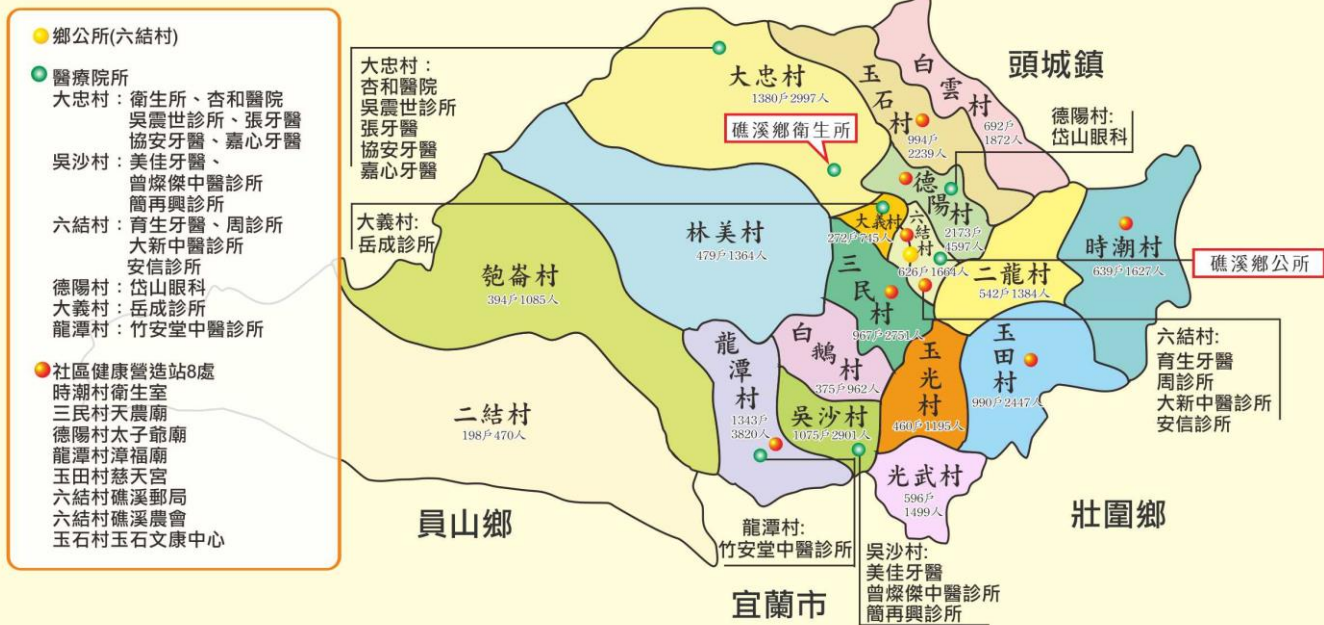 鄉公所(六結村)
醫療院所
大忠村：衛生所、杏和醫院
吳震世診所、張牙醫
協安牙醫、嘉心牙醫
吳沙村：美佳牙醫、
曾燦傑中醫診所
簡再興診所
六結村：育生牙醫、周診所
大新中醫診所
安信診所
德陽村：岱山眼科
大義村：岳成診所
龍潭村：竹安堂中醫診所
社區健康營造站8處
時潮村衛生室
三民村天農廟
德陽村太子爺廟
龍潭村漳福廟
玉田村慈天宮
六結村礁溪郵局
六結村礁溪農會
玉石村玉石文康中心
大忠村：
杏和醫院
吳震世診所
張牙醫
協安牙醫
嘉心牙醫
大義村:
岳成診所
大忠村
1380戶2997人
礁溪鄉衛生所
玉石村
994戶
2239人
白雲村
692戶
1872人
頭城鎮
德陽村:
岱山眼科
德陽村
2173戶
4597人
大義村
272戶745人
六結村
626戶1664人
林美村
479戶1364人
匏崙村
394戶1085人
三民村
967戶2751人
二龍村
542戶1384人
時潮村
639戶1627人
礁溪鄉公所
六結村:
育生牙醫
周診所
大新中醫診所
安信診所
白鵝村
375戶962人
龍潭村
1343戶
3820人
吳沙村
1075戶2901人
玉光村
460戶1195人
玉田村
990戶2447人
二結村
198戶470人
光武村
596戶
1499人
員山鄉
壯圍鄉
龍潭村:
竹安堂中醫診所
吳沙村:
美佳牙醫
曾燦傑中醫診所
簡再興診所
宜蘭市